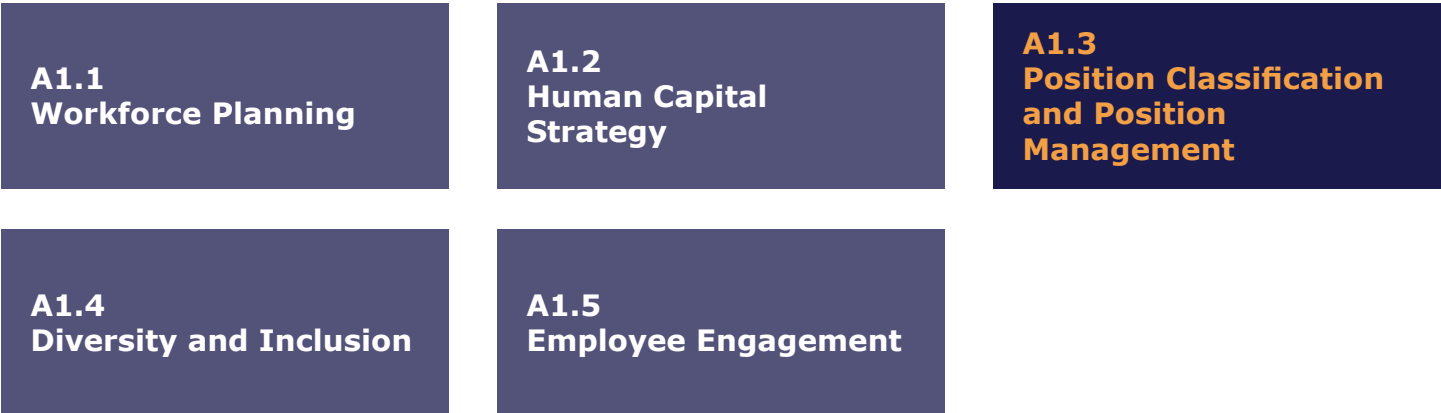 A1.1
Workforce Planning
A1.2
Human Capital
Strategy
A1.3
Position Classification
and Position
Management
A1.4
Diversity and Inclusion
A1.5
Employee Engagement